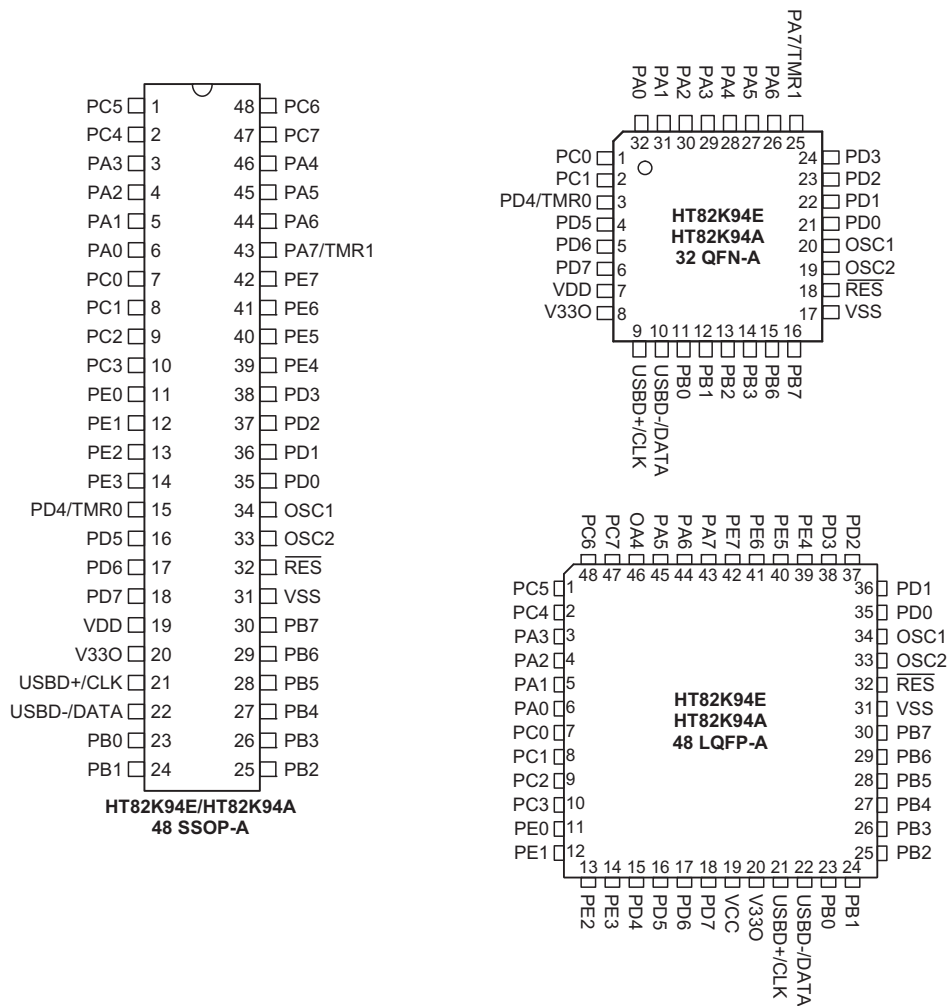 PC5 1 48 PC6
PC4 2 47 PC7
PA3 3 46 PA4
PA2 4 45 PA5
PA1 5 44 PA6
PA0 6 43 PA7/TMR1
PC0 7 42 PE7
PC1 8 41 PE6
PC2 9 40 PE5
PC3 10 39 PE4
PE0 11 38 PD3
PE1 12 37 PD2
PE2 13 36 PD1
PE3 14 35 PD0
PD4/TMR0 15 34 OSC1
PD5 16 33 OSC2
PD6 17 32 RES
PD7 18 31 VSS
VDD 19 30 PB7
V33O 20 29 PB6
USBD+/CLK 21 28 PB5
USBD-/DATA 22 27 PB4
PB0 23 26 PB3
PB1 24 25 PB2
HT82K94E/HT82K94A
48 SSOP-A
PA0 PA1 PA2 PA3 PA4 PA5 PA6 PA7/TMR1
32 31 30 29 28 27 26 25
PC0 1 24 PD3
PC1 2 23 PD2
PD4/TMR0 3 22 PD1
PD5 4 21 PD0
PD6 5 20 OSC1
PD7 6 19 OSC2
VDD 7 18 RES
V33O 8 17 VSS
HT82K94E
HT82K94A
32 QFN-A
9 10 11 12 13 14 15 16
USBD+/CLK USBD-/DATA PB0 PB1 PB2 PB3 PB6 PB7
PC6 PC7 OA4 PA5 PA6 PA7 PE7 PE6 PE5 PE4 PD3 PD2
48 47 46 45 44 43 42 41 40 39 38 37
PC5 1 36 PD1
PC4 2 35 PD0
PA3 3 34 OSC1
PA2 4 33 OSC2
PA1 5 32 RES
PA0 6 31 VSS
PC0 7 30 PB7
PC1 8 29 PB6
PC2 9 28 PB5
PC3 10 27 PB4
PE0 11 26 PB3
PE1 12 25 PB2
HT82K94E
HT82K94A
48 LQFP-A
13 14 15 16 17 18 19 20 21 22 23 24
PE2 PE3 PD4 PD5 PD6 PD7 VCC V33O USBD+/CLK USBD-/DATA PB0 PB1